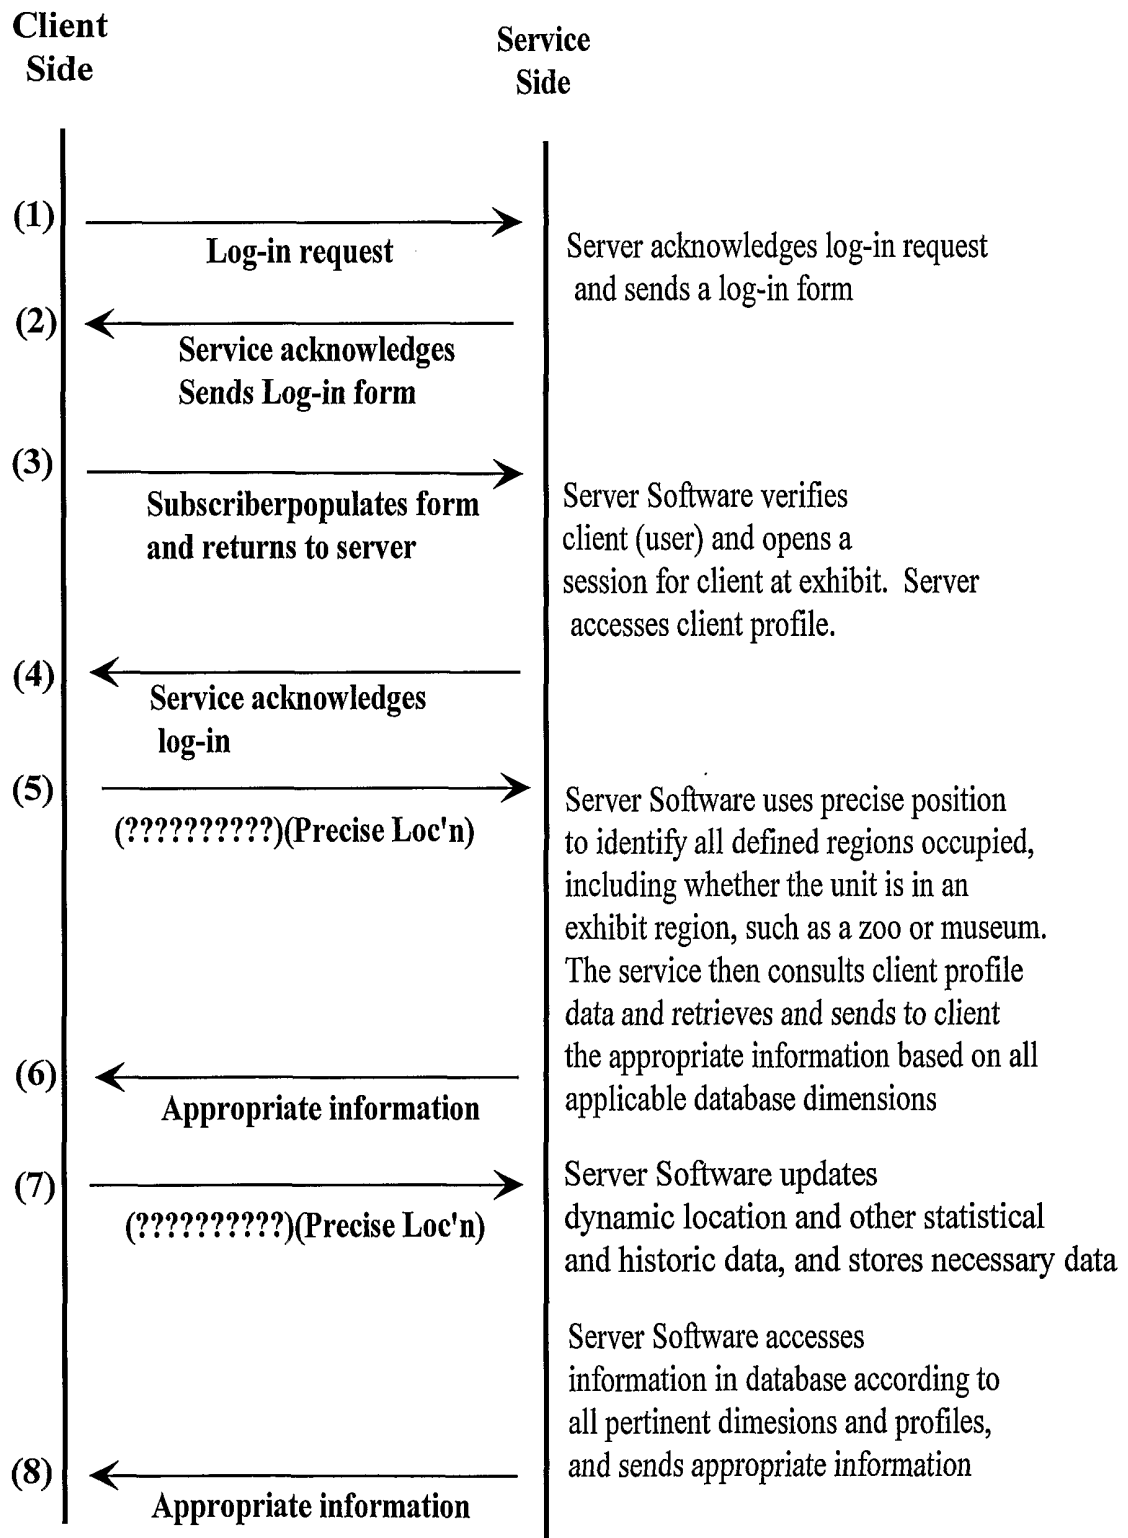 Client
Side
Service
Side
(1)
Log-in request
Server acknowledges log-in request
and sends a log-in form
(2)
Service acknowledges
Sends Log-in form
(3)
Subscriberpopulates form
and returns to server
Server Software verifies
client (user) and opens a
session for client at exhibit. Server
accesses client profile.
(4)
Service acknowledges
log-in
(5)
(??????????)(Precise Loc'n)
Server Software uses precise position
to identify all defined regions occupied,
including whether the unit is in an
exhibit region, such as a zoo or museum.
The service then consults client profile
data and retrieves and sends to client
the appropriate information based on all
applicable database dimensions
(6)
Appropriate information
(7)
(??????????)(Precise Loc'n)
Server Software updates
dynamic location and other statistical
and historic data, and stores necessary data
Server Software accesses
information in database according to
all pertinent dimesions and profiles,
and sends appropriate information
(8)
Appropriate information